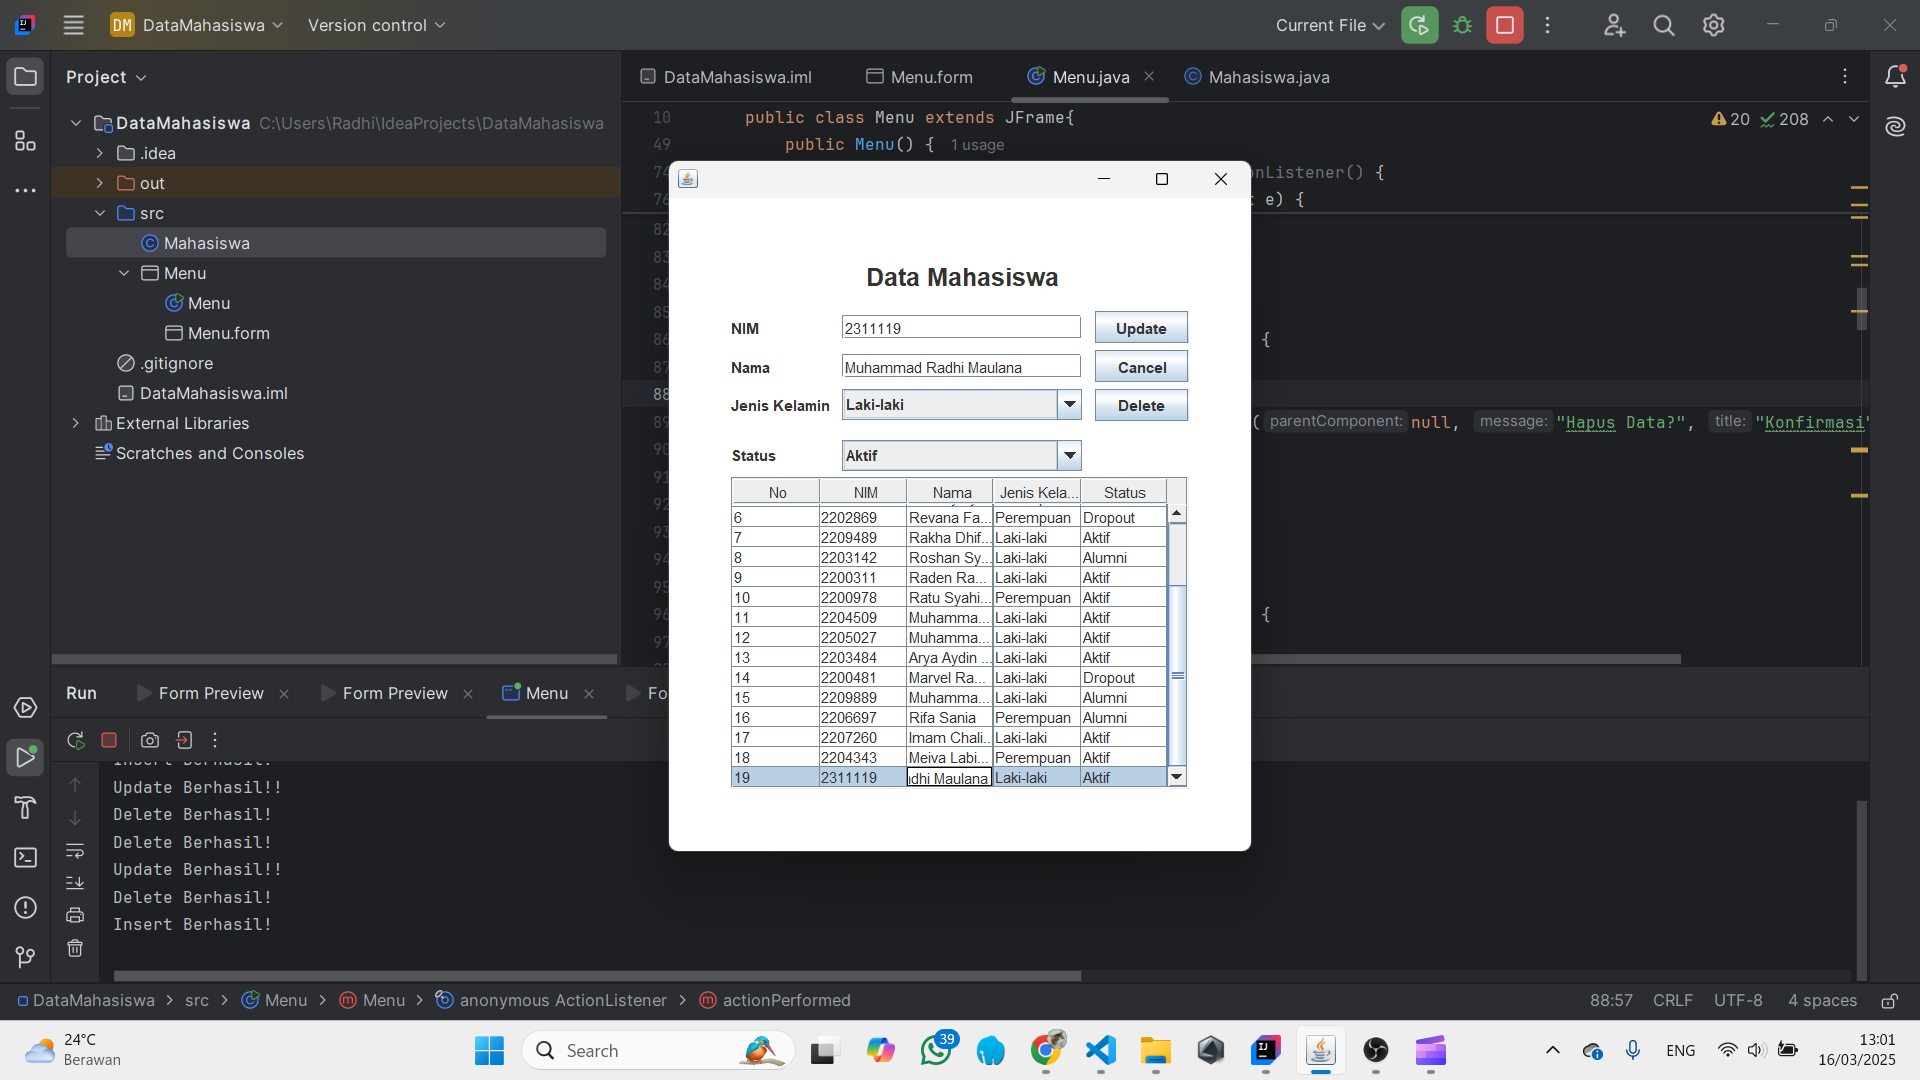 DM DataMahasiswa Version control Current File
Project DataMahasiswa.iml Menu.form Menu.java Mahasiswa.java
DataMahasiswa C:\Users\Radhi\IdeaProjects\DataMahasiswa
.idea
out
src
Mahasiswa
Menu
Menu
Menu.form
.gitignore
DataMahasiswa.iml
External Libraries
Scratches and Consoles
10 public class Menu extends JFrame{ 20 208
49 public Menu() { 1 usage
74 onListener() {
76 e) {
82
83
84
85
86 {
87
88
89 ( parentComponent: null, message: "Hapus Data?", title: "Konfirmasi"
90
91
92
93
94
95
96 {
97
Data Mahasiswa
NIM 2311119 Update
Nama Muhammad Radhi Maulana Cancel
Jenis Kelamin Laki-laki Delete
Status Aktif
No NIM Nama Jenis Kela... Status
6 2202869 Revana Fa... Perempuan Dropout
7 2209489 Rakha Dhif... Laki-laki Aktif
8 2203142 Roshan Sy... Laki-laki Alumni
9 2200311 Raden Ra... Laki-laki Aktif
10 2200978 Ratu Syahi... Perempuan Aktif
11 2204509 Muhamma... Laki-laki Aktif
12 2205027 Muhamma... Laki-laki Aktif
13 2203484 Arya Aydin ... Laki-laki Aktif
14 2200481 Marvel Ra... Laki-laki Dropout
15 2209889 Muhamma... Laki-laki Alumni
16 2206697 Rifa Sania Perempuan Alumni
17 2207260 Imam Chali... Laki-laki Aktif
18 2204343 Meiva Labi... Perempuan Aktif
19 2311119 dhi Maulana Laki-laki Aktif
Run Form Preview Form Preview Menu Fo
Insert Berhasil!
Update Berhasil!!
Delete Berhasil!
Delete Berhasil!
Update Berhasil!!
Delete Berhasil!
Insert Berhasil!
DataMahasiswa > src > Menu > Menu > anonymous ActionListener > actionPerformed 88:57 CRLF UTF-8 4 spaces
24°C
Berawan
Search
39
ENG
13:01
16/03/2025